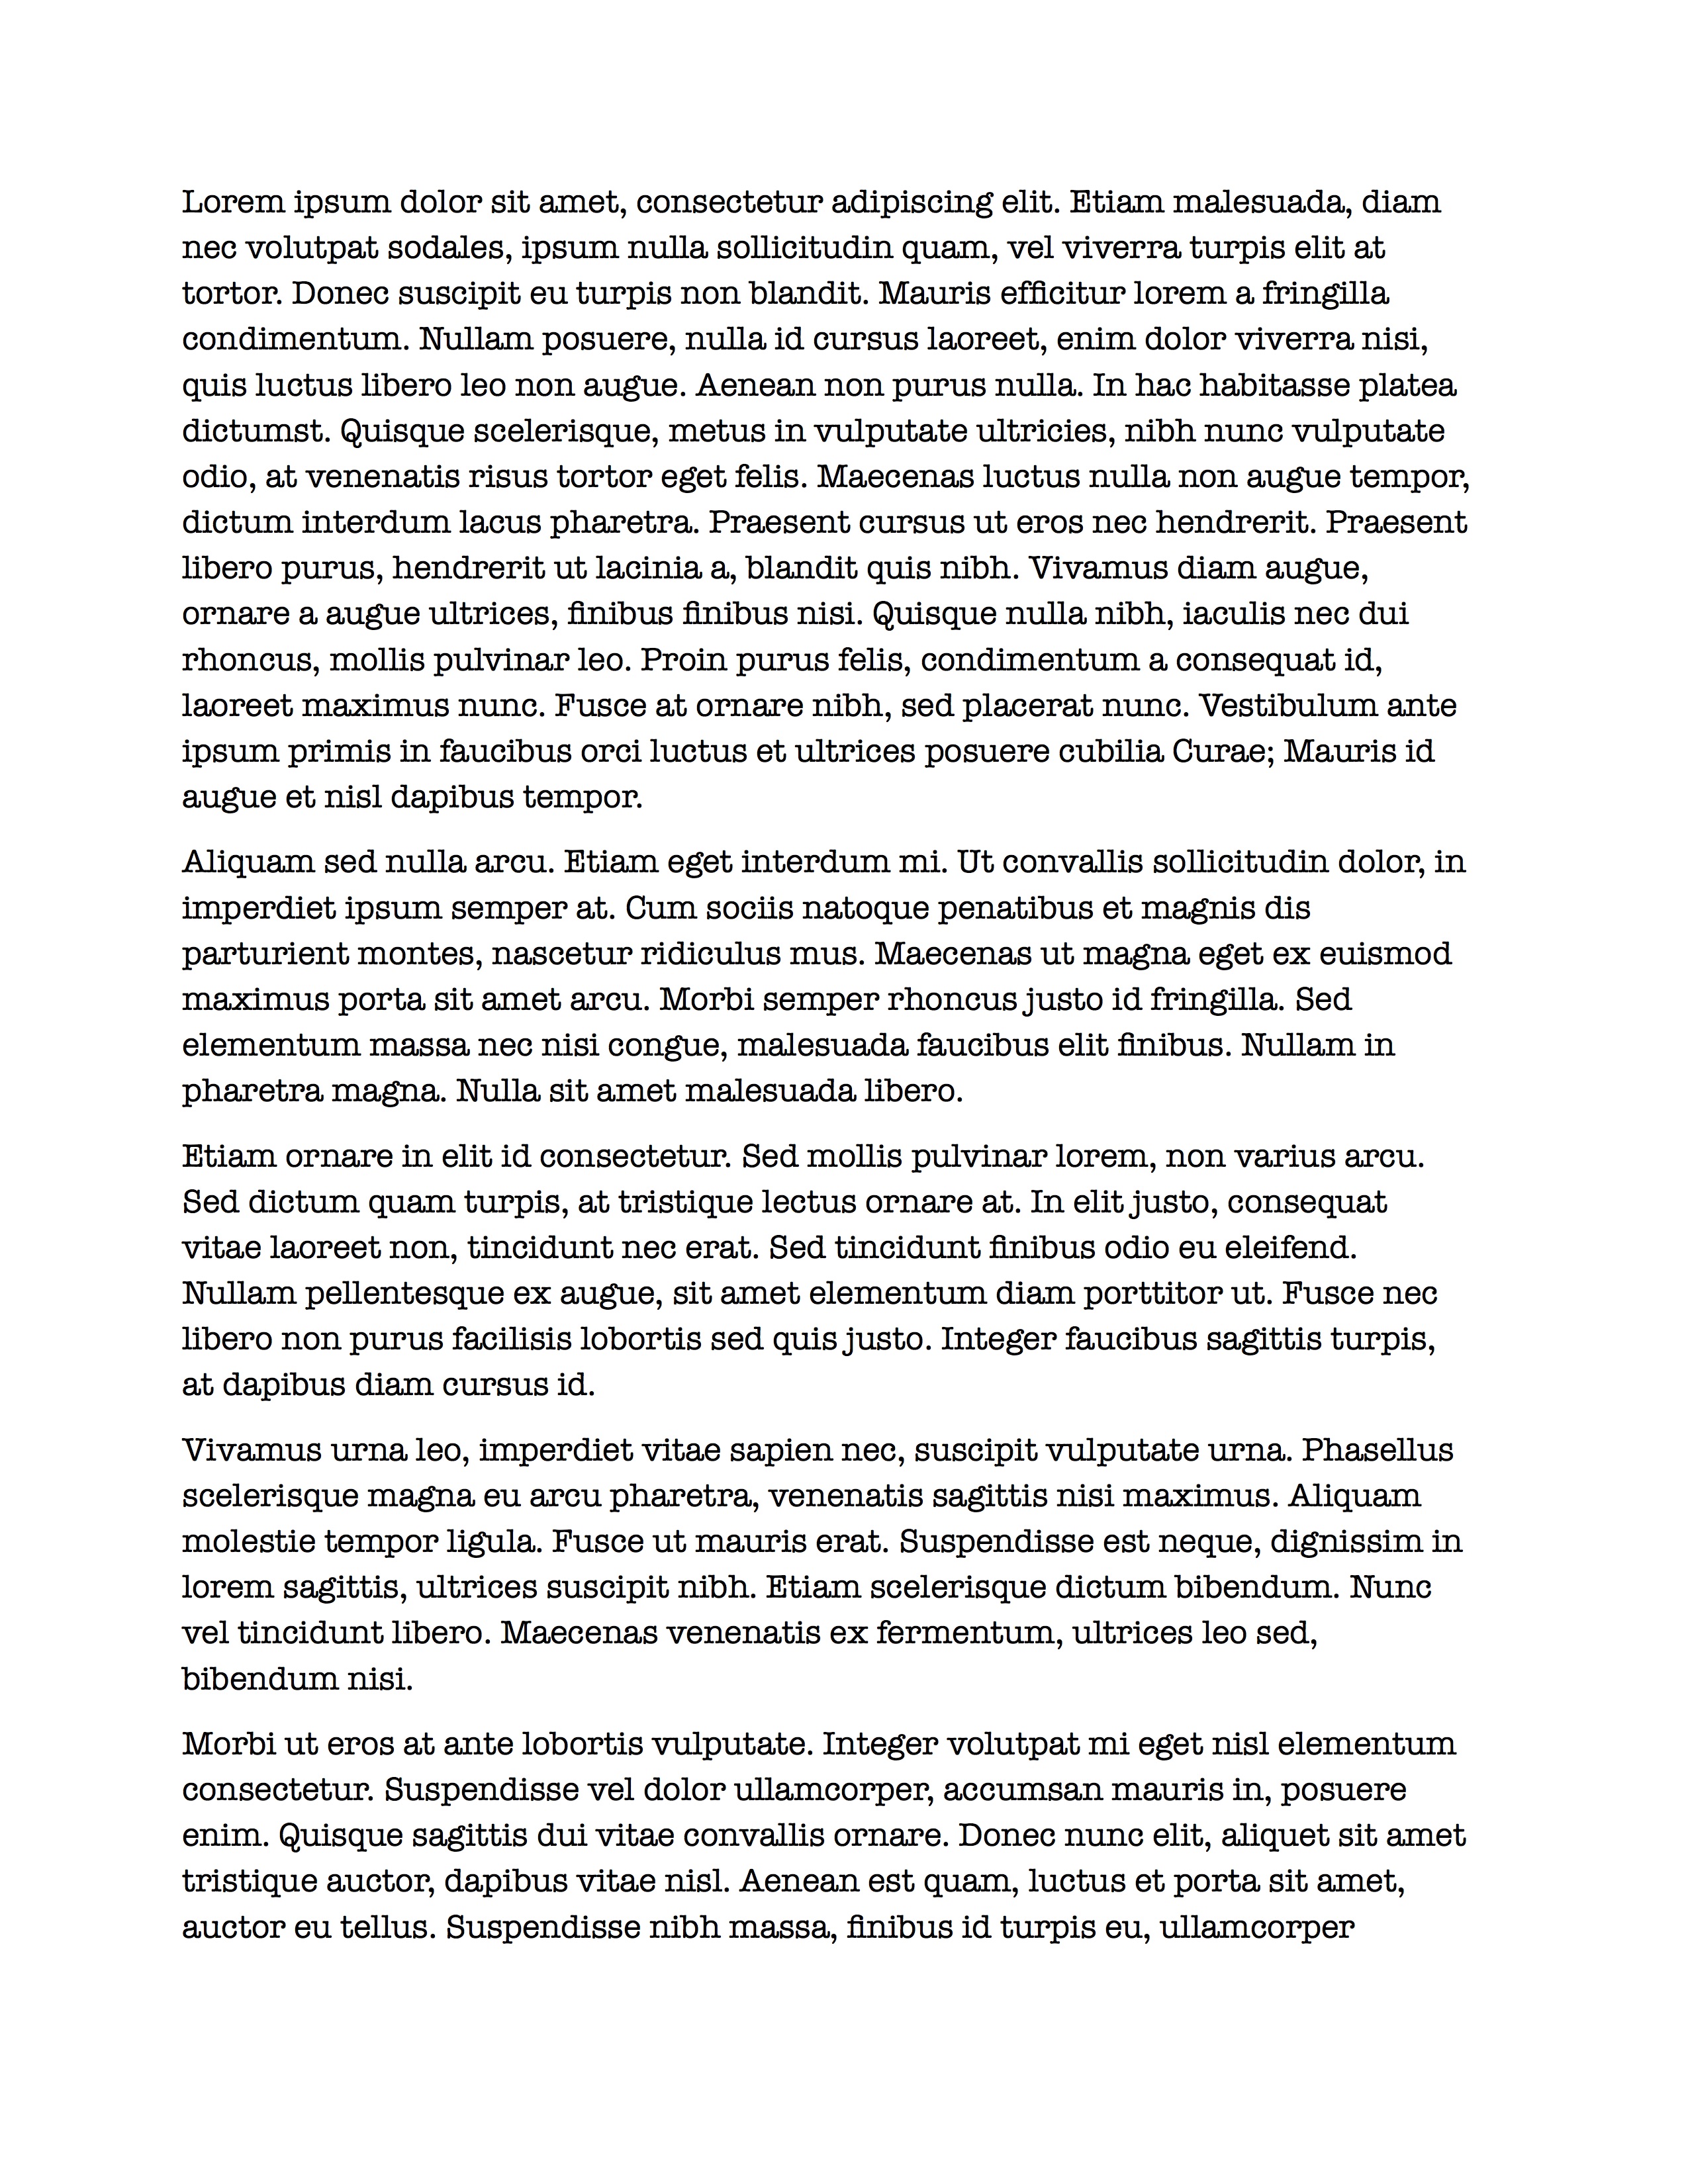 Lorem ipsum dolor sit amet, consectetur adipiscing elit. Etiam malesuada, diam
nec volutpat sodales, ipsum nulla sollicitudin quam, vel viverra turpis elit at
tortor. Donec suscipit eu turpis non blandit. Mauris efficitur lorem a fringilla
condimentum. Nullam posuere, nulla id cursus laoreet, enim dolor viverra nisi,
quis luctus libero leo non augue. Aenean non purus nulla. In hac habitasse platea
dictumst. Quisque scelerisque, metus in vulputate ultricies, nibh nunc vulputate
odio, at venenatis risus tortor eget felis. Maecenas luctus nulla non augue tempor,
dictum interdum lacus pharetra. Praesent cursus ut eros nec hendrerit. Praesent
libero purus, hendrerit ut lacinia a, blandit quis nibh. Vivamus diam augue,
ornare a augue ultrices, finibus finibus nisi. Quisque nulla nibh, iaculis nec dui
rhoncus, mollis pulvinar leo. Proin purus felis, condimentum a consequat id,
laoreet maximus nunc. Fusce at ornare nibh, sed placerat nunc. Vestibulum ante
ipsum primis in faucibus orci luctus et ultrices posuere cubilia Curae; Mauris id
augue et nisl dapibus tempor.
Aliquam sed nulla arcu. Etiam eget interdum mi. Ut convallis sollicitudin dolor, in
imperdiet ipsum semper at. Cum sociis natoque penatibus et magnis dis
parturient montes, nascetur ridiculus mus. Maecenas ut magna eget ex euismod
maximus porta sit amet arcu. Morbi semper rhoncus justo id fringilla. Sed
elementum massa nec nisi congue, malesuada faucibus elit finibus. Nullam in
pharetra magna. Nulla sit amet malesuada libero.
Etiam ornare in elit id consectetur. Sed mollis pulvinar lorem, non varius arcu.
Sed dictum quam turpis, at tristique lectus ornare at. In elit justo, consequat
vitae laoreet non, tincidunt nec erat. Sed tincidunt finibus odio eu eleifend.
Nullam pellentesque ex augue, sit amet elementum diam porttitor ut. Fusce nec
libero non purus facilisis lobortis sed quis justo. Integer faucibus sagittis turpis,
at dapibus diam cursus id.
Vivamus urna leo, imperdiet vitae sapien nec, suscipit vulputate urna. Phasellus
scelerisque magna eu arcu pharetra, venenatis sagittis nisi maximus. Aliquam
molestie tempor ligula. Fusce ut mauris erat. Suspendisse est neque, dignissim in
lorem sagittis, ultrices suscipit nibh. Etiam scelerisque dictum bibendum. Nunc
vel tincidunt libero. Maecenas venenatis ex fermentum, ultrices leo sed,
bibendum nisi.
Morbi ut eros at ante lobortis vulputate. Integer volutpat mi eget nisl elementum
consectetur. Suspendisse vel dolor ullamcorper, accumsan mauris in, posuere
enim. Quisque sagittis dui vitae convallis ornare. Donec nunc elit, aliquet sit amet
tristique auctor, dapibus vitae nisl. Aenean est quam, luctus et porta sit amet,
auctor eu tellus. Suspendisse nibh massa, finibus id turpis eu, ullamcorper